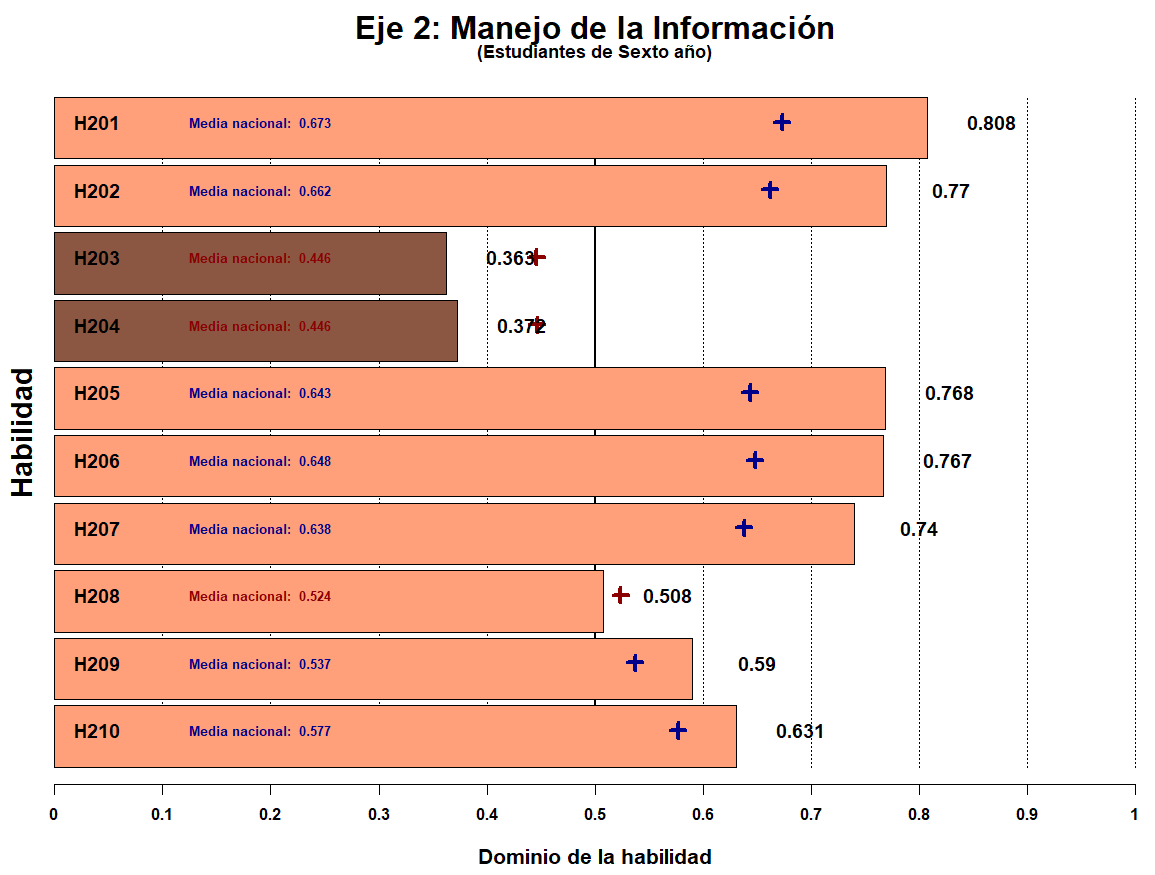 Eje 2: Manejo de la Información
(Estudiantes de Sexto año)
H201 Media nacional: 0.673 0.808
H202 Media nacional: 0.662 0.77
H203 Media nacional: 0.446 0.363
H204 Media nacional: 0.446 0.372
H205 Media nacional: 0.643 0.768
H206 Media nacional: 0.648 0.767
H207 Media nacional: 0.638 0.74
H208 Media nacional: 0.524 0.508
H209 Media nacional: 0.537 0.59
H210 Media nacional: 0.577 0.631
Habilidad
0 0.1 0.2 0.3 0.4 0.5 0.6 0.7 0.8 0.9 1
Dominio de la habilidad